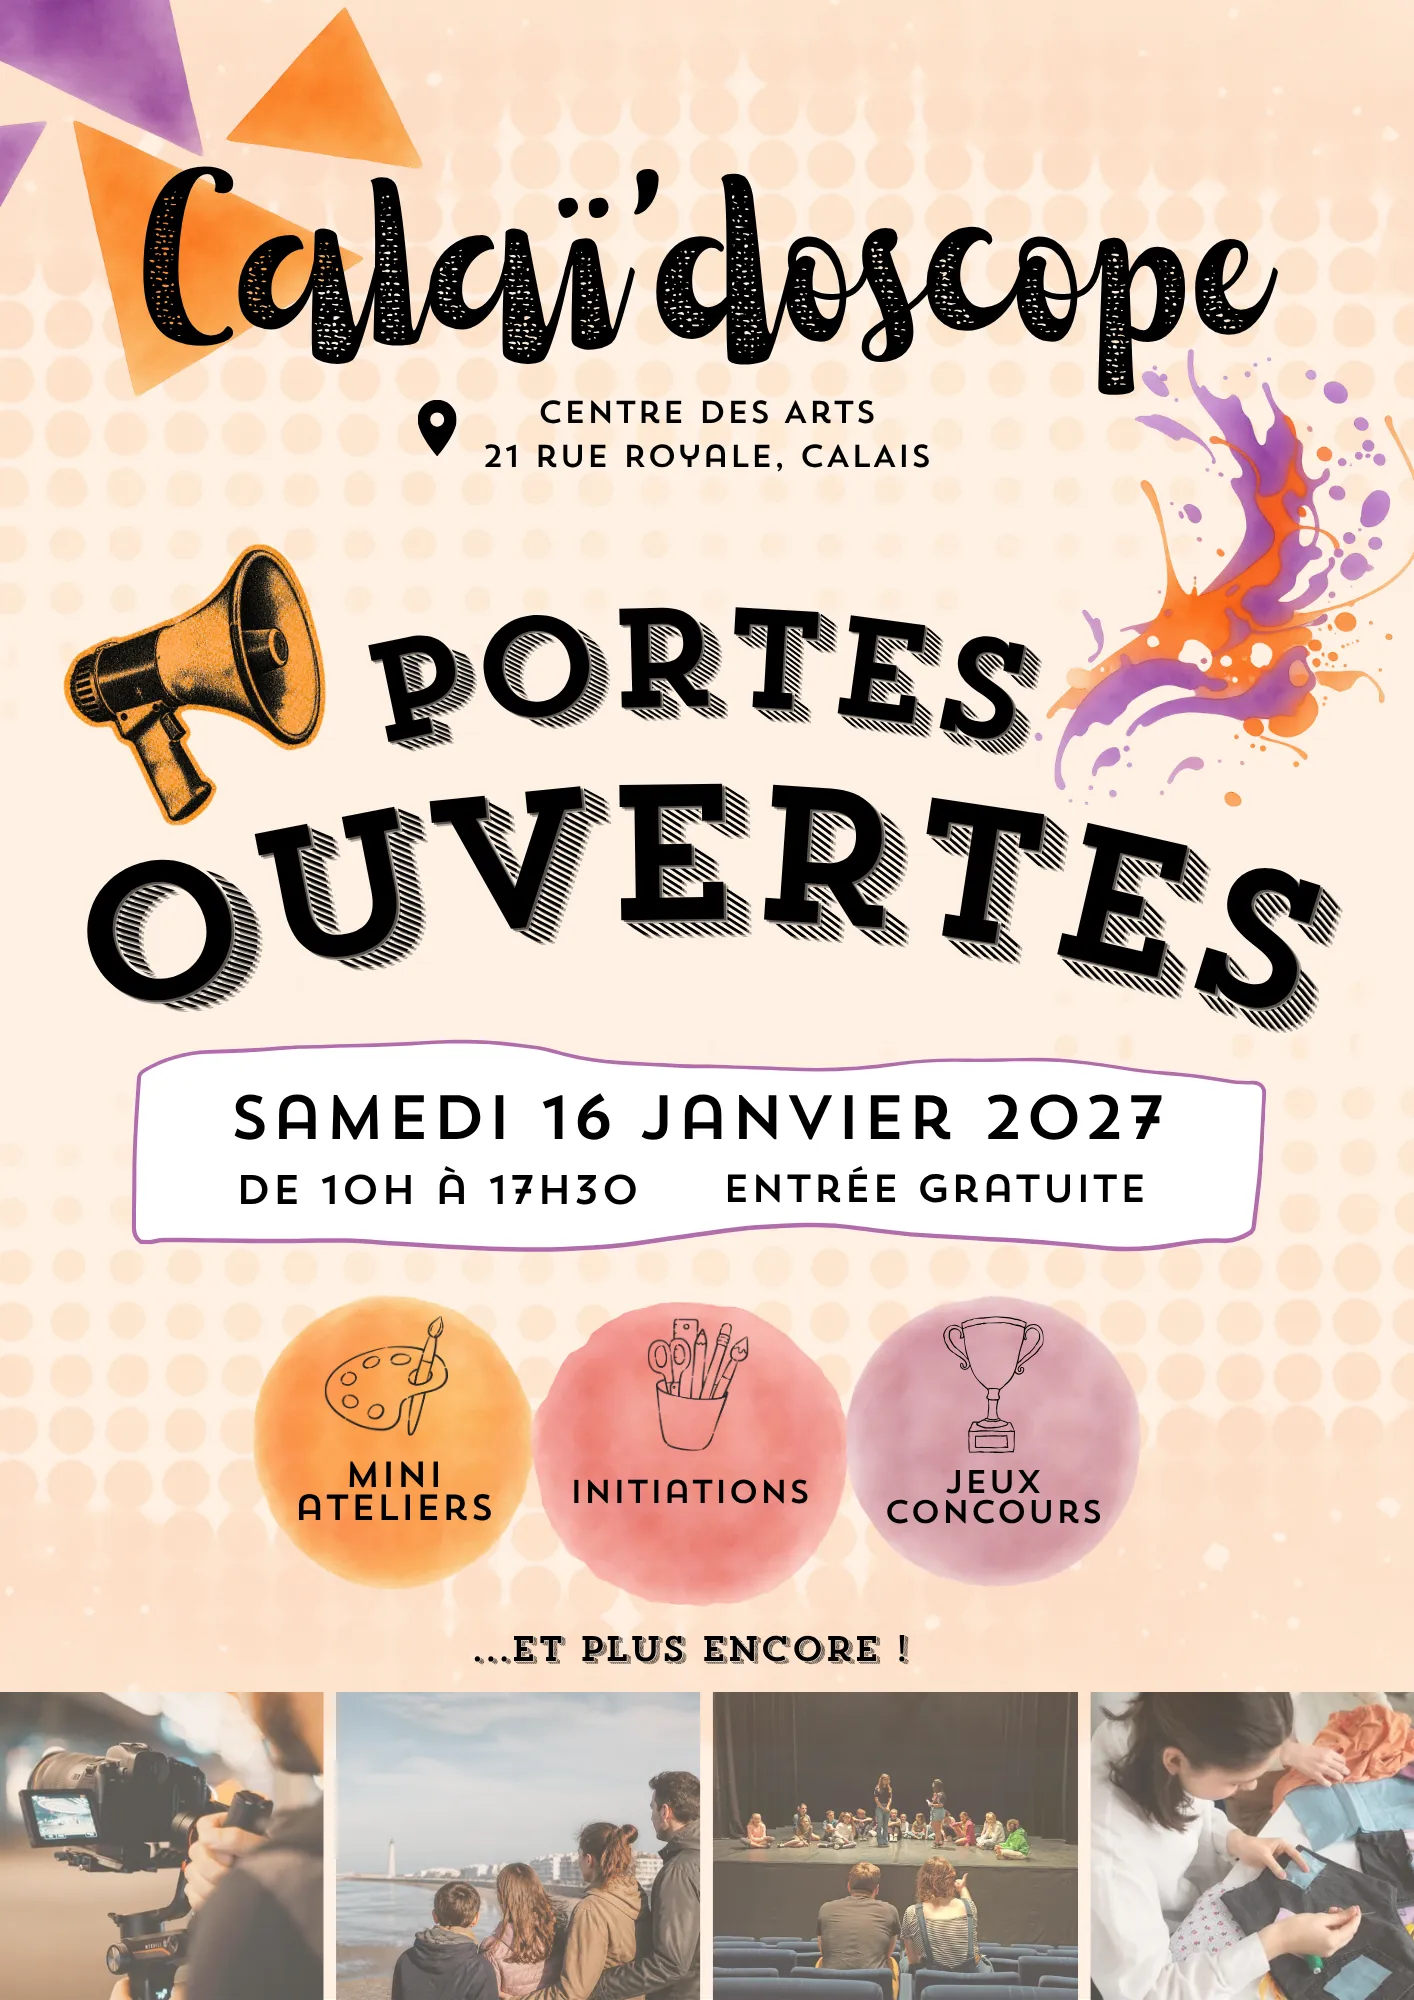 Calaï'doscope
CENTRE DES ARTS
21 RUE ROYALE, CALAIS
PORTES
OUVERTES
SAMEDI 16 JANVIER 2027
DE 10H À 17H30 ENTRÉE GRATUITE
MINI
ATELIERS
INITIATIONS
JEUX
CONCOURS
...ET PLUS ENCORE !